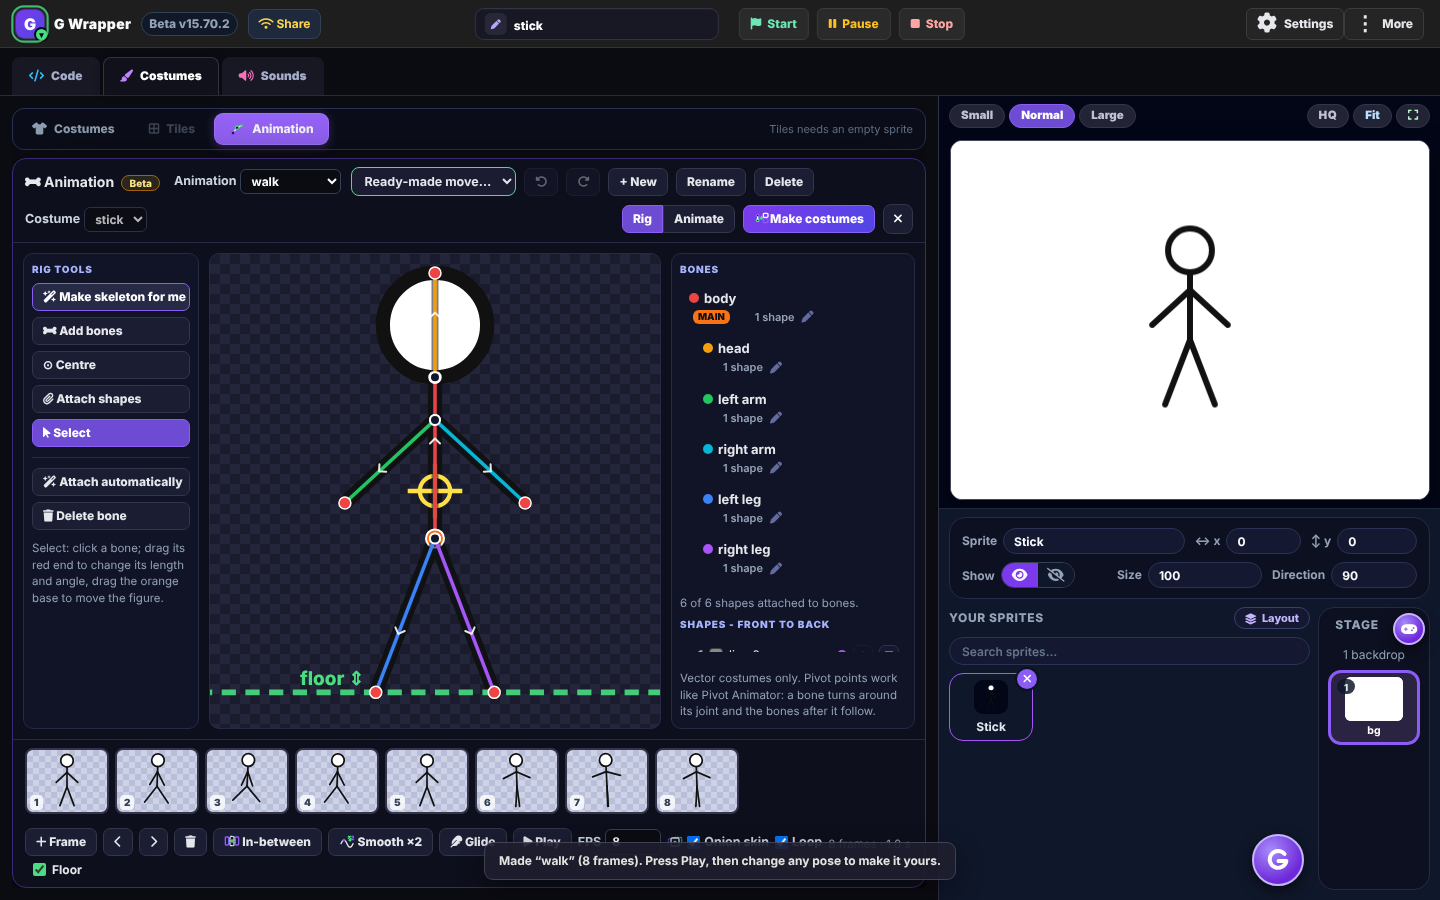 G Wrapper Beta v15.70.2 Share stick Start Pause Stop Settings More
Code Costumes Sounds
Costumes Tiles Animation Tiles needs an empty sprite
Small Normal Large HQ Fit
Animation Beta Animation walk Ready-made move... + New Rename Delete
Costume stick Rig Animate Make costumes
RIG TOOLS
Make skeleton for me
Add bones
Centre
Attach shapes
Select
Attach automatically
Delete bone
Select: click a bone; drag its
red end to change its length
and angle, drag the orange
base to move the figure.
floor
BONES
body
MAIN 1 shape
head
1 shape
left arm
1 shape
right arm
1 shape
left leg
1 shape
right leg
1 shape
6 of 6 shapes attached to bones.
SHAPES - FRONT TO BACK
Vector costumes only. Pivot points work
like Pivot Animator: a bone turns around
its joint and the bones after it follow.
1 2 3 4 5 6 7 8
+ Frame In-between Smooth ×2 Glide Play FPS 8 Onion skin Loop
Floor
Made “walk” (8 frames). Press Play, then change any pose to make it yours.
Sprite Stick x 0 y 0
Show Size 100 Direction 90
YOUR SPRITES Layout
Search sprites...
Stick
STAGE
1 backdrop
1
bg
G